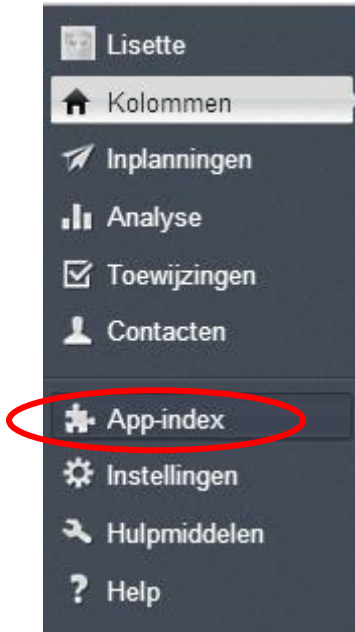 Lisette
Kolommen
Inplanningen
Analyse
Toewijzingen
Contacten
App-index
Instellingen
Hulpmiddelen
? Help